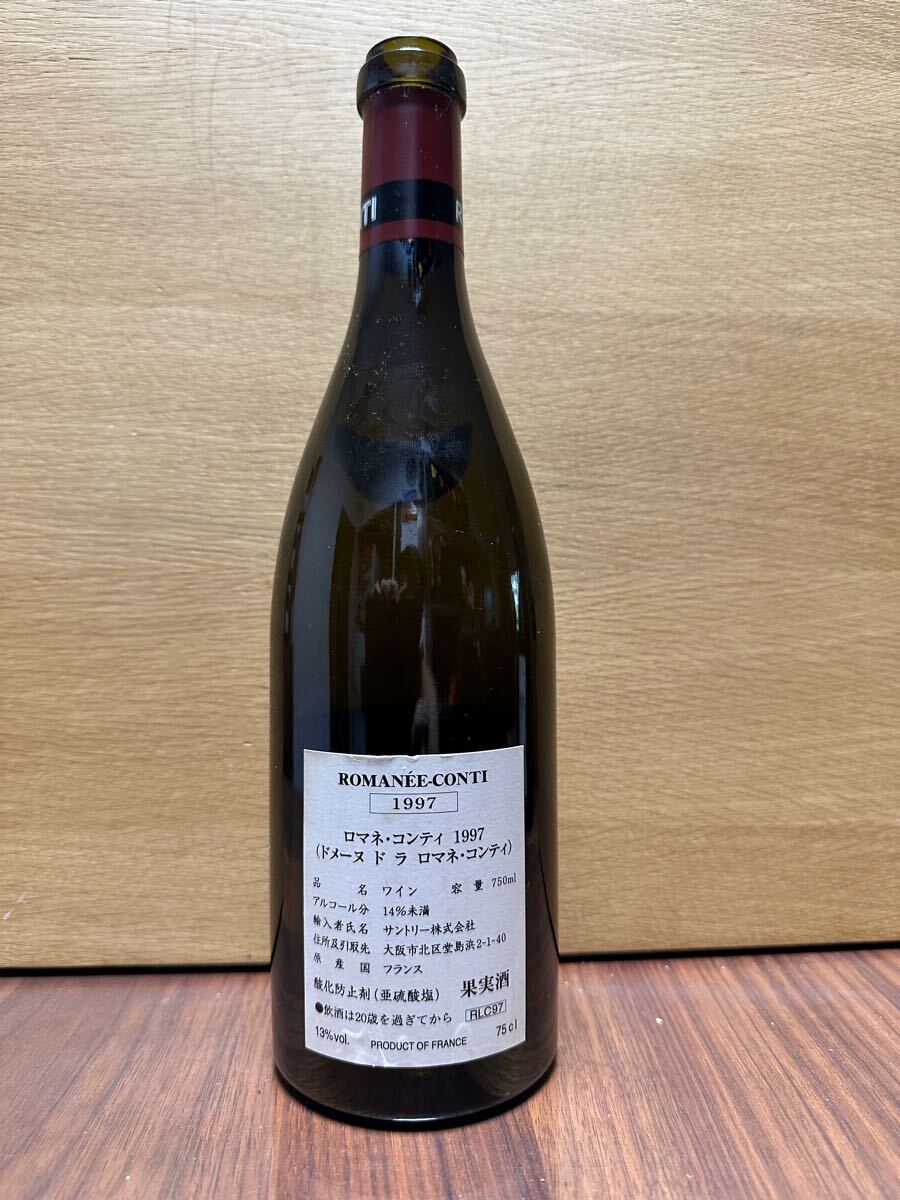 TI R
ROMANÉE-CONTI
1997
ロマネ・コンティ 1997
(ドメーヌ ド ラ ロマネ・コンティ)
品 名 ワイン 容 量 750ml
アルコール分 14%未満
輸入者氏名 サントリー株式会社
住所及引取先 大阪市北区堂島浜2-1-40
原 産 国 フランス
酸化防止剤(亜硫酸塩) 果実酒
●飲酒は20歳を過ぎてから RLC97
13%vol. PRODUCT OF FRANCE 75cl